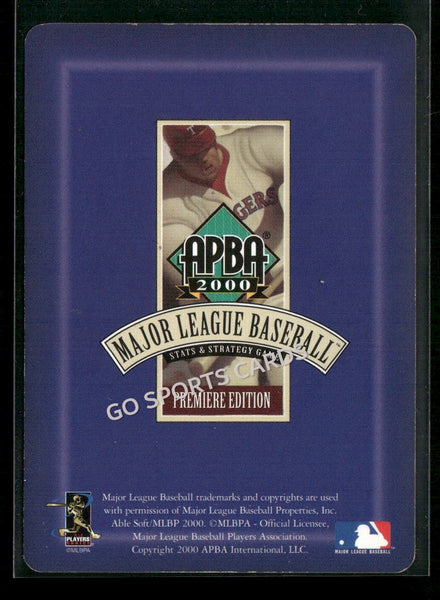 T
GERS
APBA®
2000
MAJOR LEAGUE BASEBALL™
STATS & STRATEGY GAME
GO SPORTS CARDS
PREMIERE EDITION
Major League Baseball trademarks and copyrights are used
with permission of Major League Baseball Properties, Inc.
Able Soft/MLBP 2000. ©MLBPA - Official Licensee,
Major League Baseball Players Association.
Copyright 2000 APBA International, LLC.
PLAYERS
CHOICE
©MLBPA
MAJOR LEAGUE BASEBALL